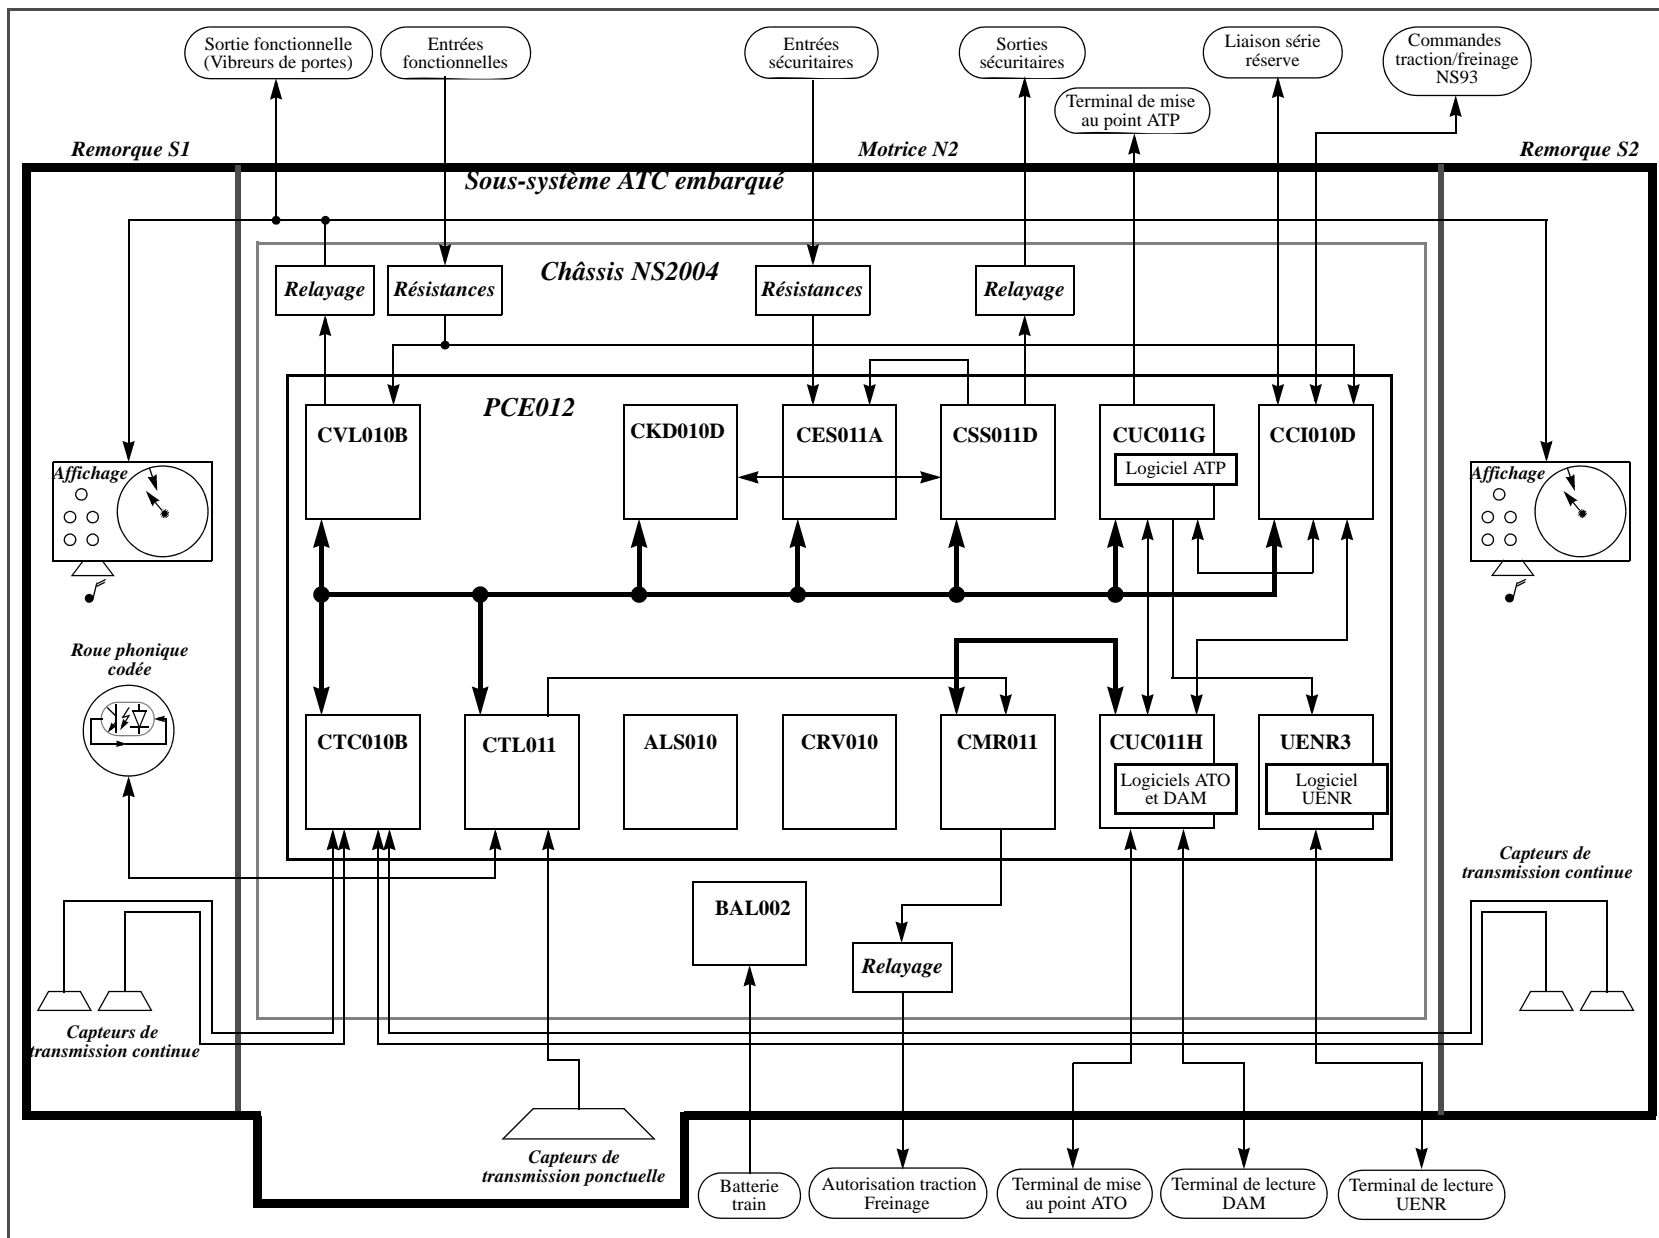 Sortie fonctionnelle
(Vibreurs de portes)
Entrées
fonctionnelles
Entrées
sécuritaires
Sorties
sécuritaires
Liaison série
réserve
Commandes
traction/freinage
NS93
Terminal de mise
au point ATP
Remorque S1
Motrice N2
Remorque S2
Sous-système ATC embarqué
Châssis NS2004
Relayage
Résistances
Résistances
Relayage
PCE012
CVL010B
CKD010D
CES011A
CSS011D
CUC011G
Logiciel ATP
CCI010D
Affichage
Affichage
Roue phonique
codée
CTC010B
CTL011
ALS010
CRV010
CMR011
CUC011H
Logiciels ATO
et DAM
UENR3
Logiciel
UENR
Capteurs de
transmission continue
BAL002
Relayage
Capteurs de
transmission continue
Capteurs de
transmission ponctuelle
Batterie
train
Autorisation traction
Freinage
Terminal de mise
au point ATO
Terminal de lecture
DAM
Terminal de lecture
UENR